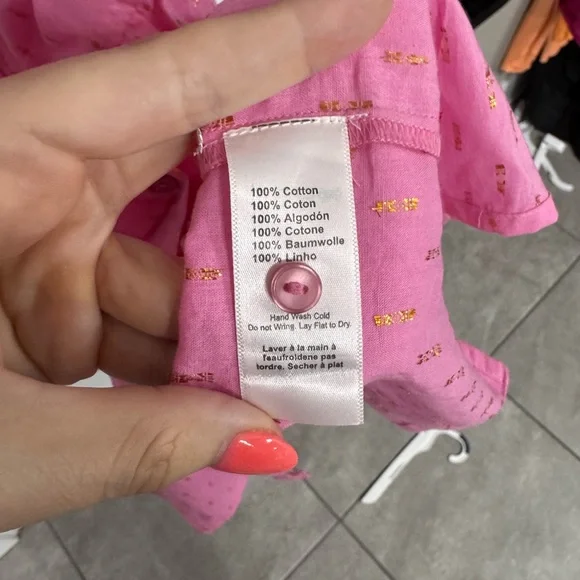 100% Cotton
100% Coton
100% Algodón
100% Cotone
100% Baumwolle
100% Linho
Hand Wash Cold
Do not Wring. Lay Flat to Dry.
Laver à la main à
l'eaufroidene pas
tordre. Secher à plat